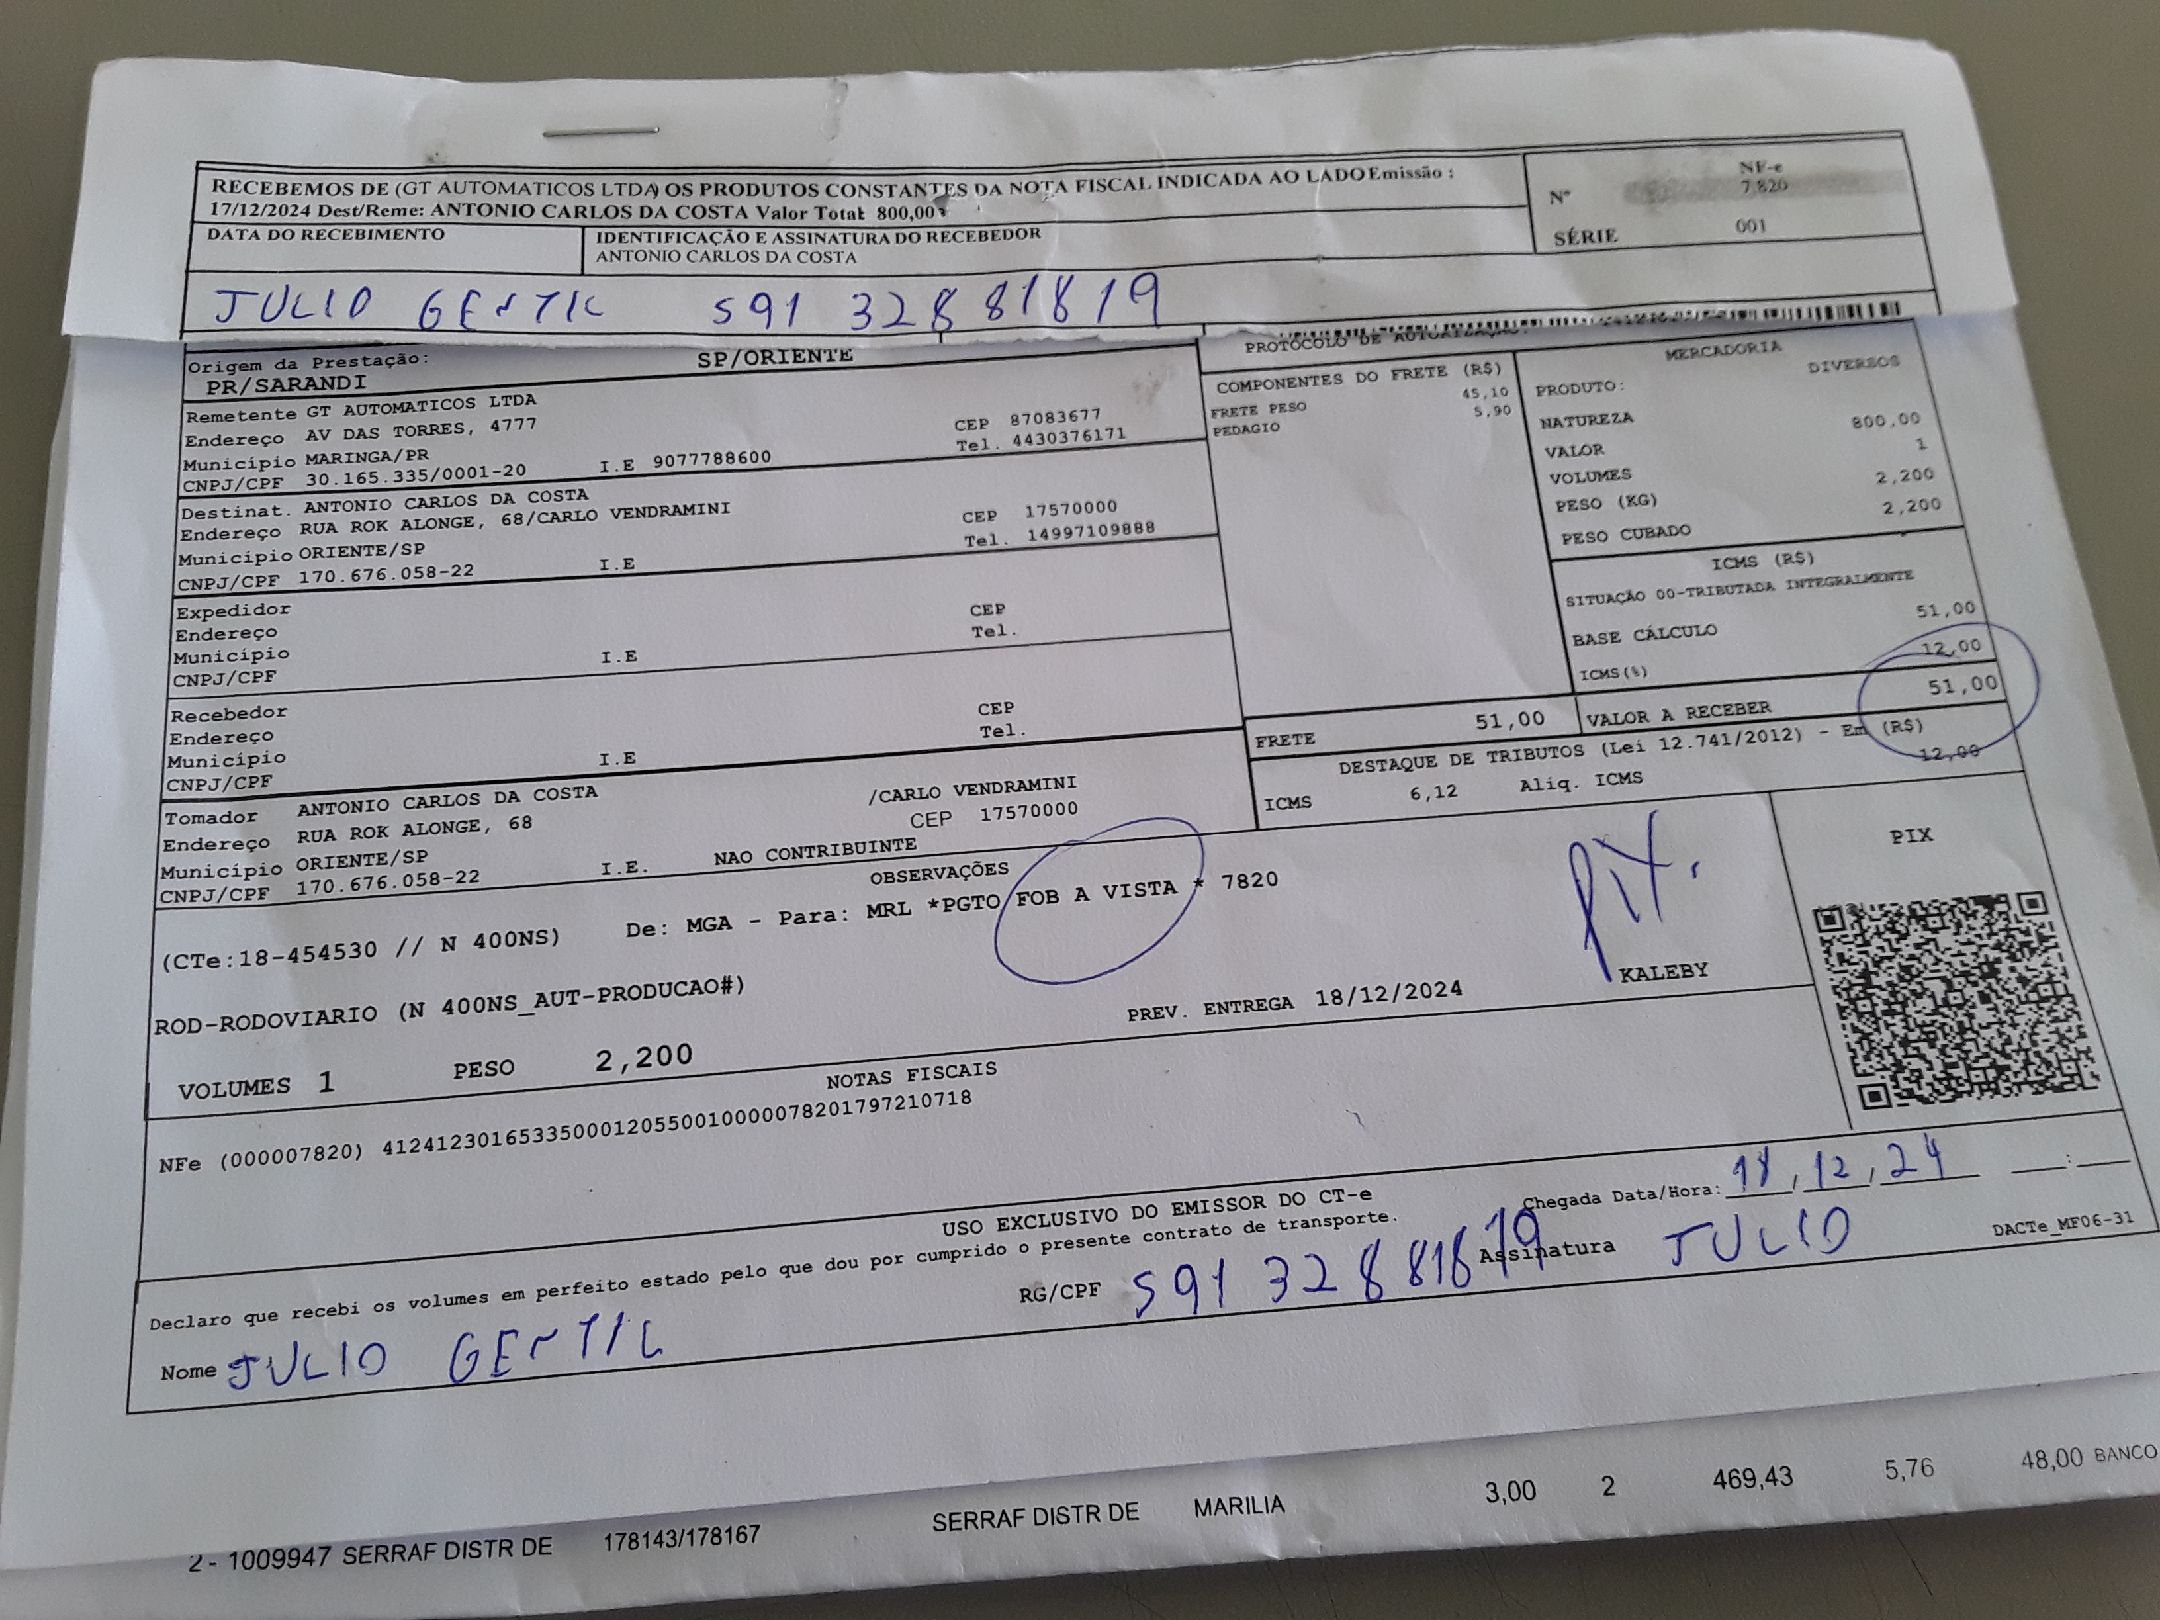 RECEBEMOS DE (GT AUTOMATICOS LTDA) OS PRODUTOS CONSTANTES DA NOTA FISCAL INDICADA AO LADO Emissão :
17/12/2024 Dest/Reme: ANTONIO CARLOS DA COSTA Valor Total: 800,00
NF-e
Nº 7.820
SÉRIE 001
DATA DO RECEBIMENTO
IDENTIFICAÇÃO E ASSINATURA DO RECEBEDOR
ANTONIO CARLOS DA COSTA
JULIO GENTIL 591 328 81819
Origem da Prestação: SP/ORIENTE
PR/SARANDI
Remetente GT AUTOMATICOS LTDA
Endereço AV DAS TORRES, 4777 CEP 87083677
Município MARINGA/PR Tel. 4430376171
CNPJ/CPF 30.165.335/0001-20 I.E 9077788600
Destinat. ANTONIO CARLOS DA COSTA
Endereço RUA ROK ALONGE, 68/CARLO VENDRAMINI CEP 17570000
Municipio ORIENTE/SP Tel. 14997109888
CNPJ/CPF 170.676.058-22 I.E
Expedidor
Endereço CEP
Município Tel.
CNPJ/CPF I.E
Recebedor
Endereço CEP
Município Tel.
CNPJ/CPF I.E
Tomador ANTONIO CARLOS DA COSTA
Endereço RUA ROK ALONGE, 68 /CARLO VENDRAMINI
Município ORIENTE/SP CEP 17570000
CNPJ/CPF 170.676.058-22 I.E. NAO CONTRIBUINTE
PROTOCOLO DE AUTORIZAÇÃO:
COMPONENTES DO FRETE (R$)
FRETE PESO 45,10
PEDAGIO 5,90
MERCADORIA
PRODUTO: DIVERSOS
NATUREZA
VALOR 800,00
VOLUMES 1
PESO (KG) 2,200
PESO CUBADO 2,200
ICMS (R$)
SITUAÇÃO 00-TRIBUTADA INTEGRALMENTE
BASE CÁLCULO 51,00
ICMS(%) 12,00
FRETE 51,00 VALOR A RECEBER 51,00
DESTAQUE DE TRIBUTOS (Lei 12.741/2012) - Em (R$)
ICMS 6,12 Aliq. ICMS 12,00
OBSERVAÇÕES
(CTe:18-454530 // N 400NS) De: MGA - Para: MRL *PGTO FOB A VISTA * 7820
PIX.
PIX
ROD-RODOVIARIO (N 400NS_AUT-PRODUCAO#)
PREV. ENTREGA 18/12/2024 KALEBY
VOLUMES 1 PESO 2,200
NOTAS FISCAIS
NFe (000007820) 41241230165335000120550010000078201797210718
USO EXCLUSIVO DO EMISSOR DO CT-e
Chegada Data/Hora: 18, 12, 24 :
Declaro que recebi os volumes em perfeito estado pelo que dou por cumprido o presente contrato de transporte.
Nome JULIO GENTIL RG/CPF 591 328 81819 Assinatura JULIO
DACTe_MF06-31
2 - 1009947 SERRAF DISTR DE 178143/178167 SERRAF DISTR DE MARILIA 3,00 2 469,43 5,76 48,00 BANCO